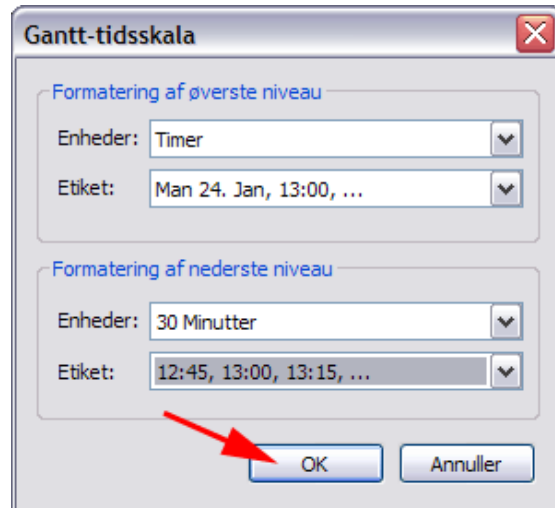 Gantt-tidsskala
Formatering af øverste niveau
Enheder: Timer
Etiket: Man 24. Jan, 13:00, ...
Formatering af nederste niveau
Enheder: 30 Minutter
Etiket: 12:45, 13:00, 13:15, ...
OK Annuller